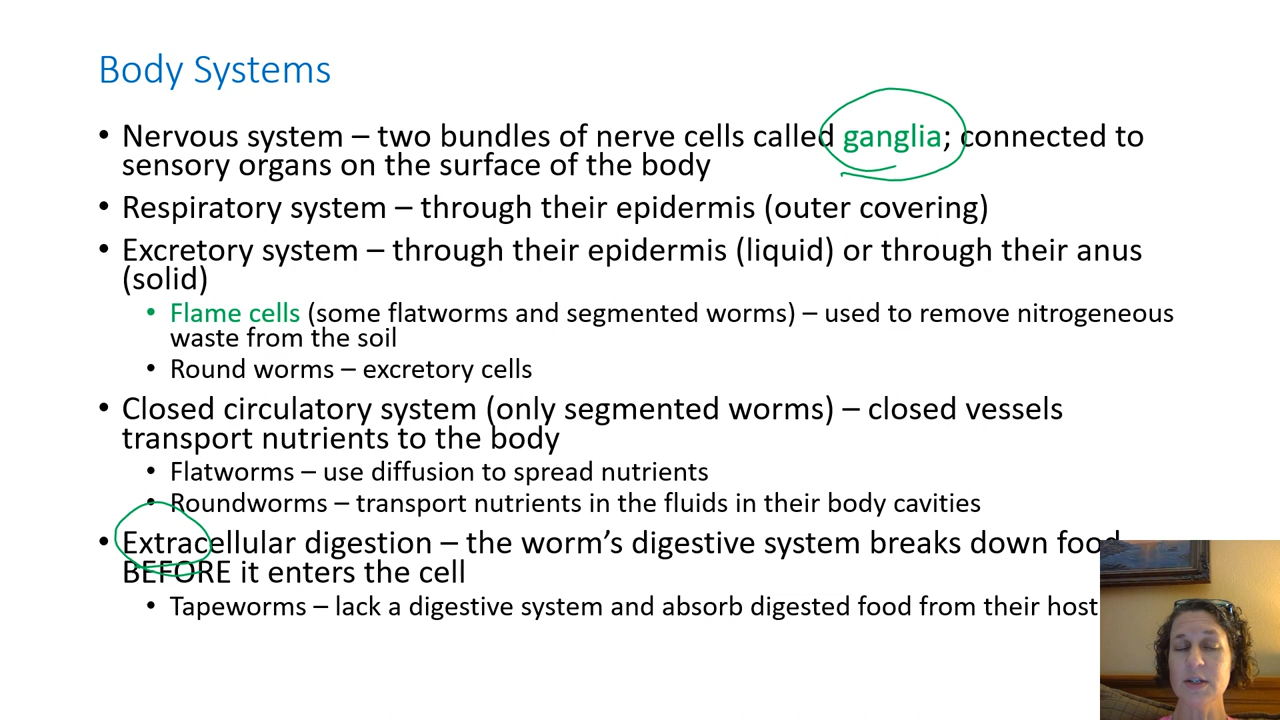 Body Systems
• Nervous system – two bundles of nerve cells called ganglia; connected to
sensory organs on the surface of the body
• Respiratory system – through their epidermis (outer covering)
• Excretory system – through their epidermis (liquid) or through their anus
(solid)
• Flame cells (some flatworms and segmented worms) – used to remove nitrogeneous
waste from the soil
• Round worms – excretory cells
• Closed circulatory system (only segmented worms) – closed vessels
transport nutrients to the body
• Flatworms – use diffusion to spread nutrients
• Roundworms – transport nutrients in the fluids in their body cavities
• Extracellular digestion – the worm's digestive system breaks down food
BEFORE it enters the cell
• Tapeworms – lack a digestive system and absorb digested food from their host